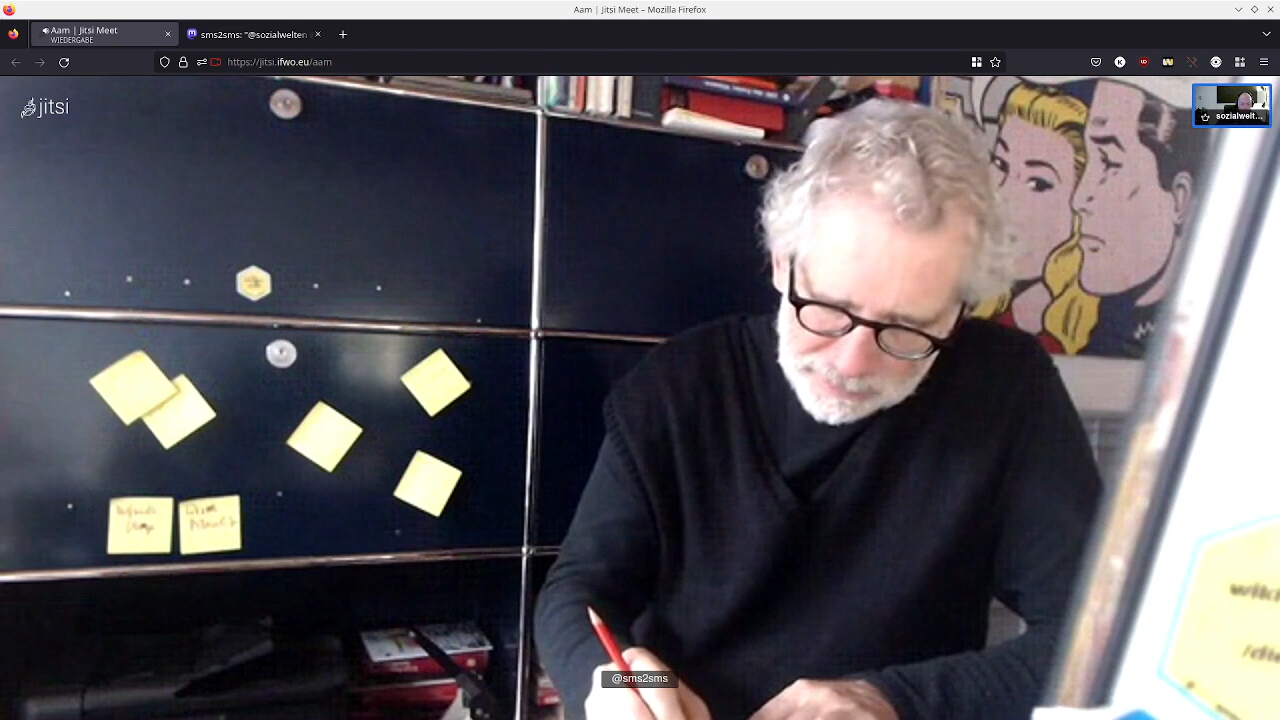 Aam | Jitsi Meet – Mozilla Firefox
Aam | Jitsi Meet
WIEDERGABE
sms2sms: "@sozialwelten
https://jitsi.ifwo.eu/aam
jitsi
sozialwelt...
@sms2sms